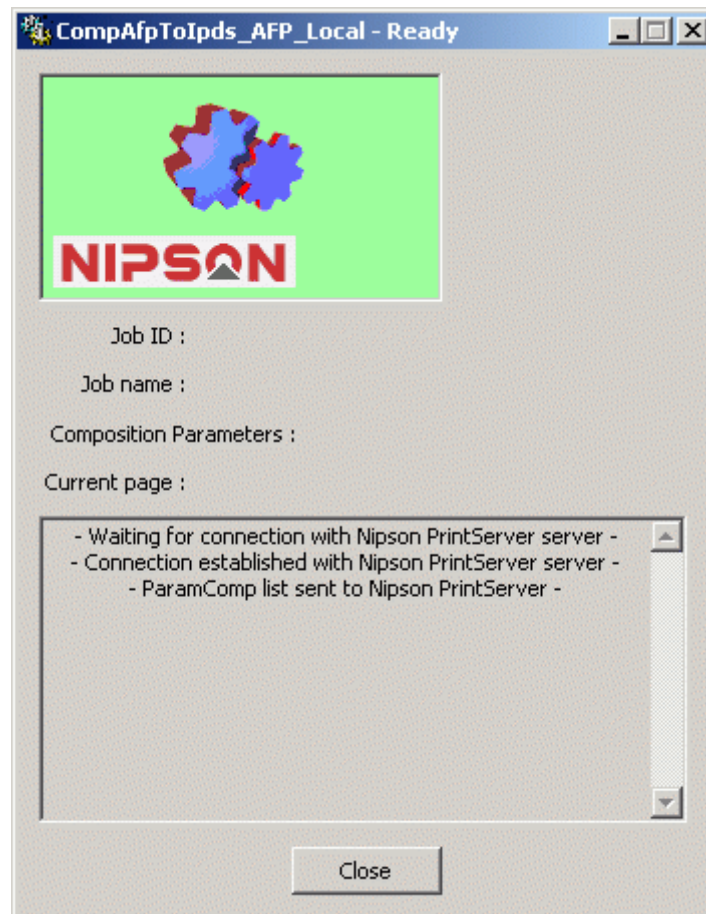 CompAfpToIpds_AFP_Local - Ready
NIPSON
Job ID :
Job name :
Composition Parameters :
Current page :
- Waiting for connection with Nipson PrintServer server -
- Connection established with Nipson PrintServer server -
- ParamComp list sent to Nipson PrintServer -
Close